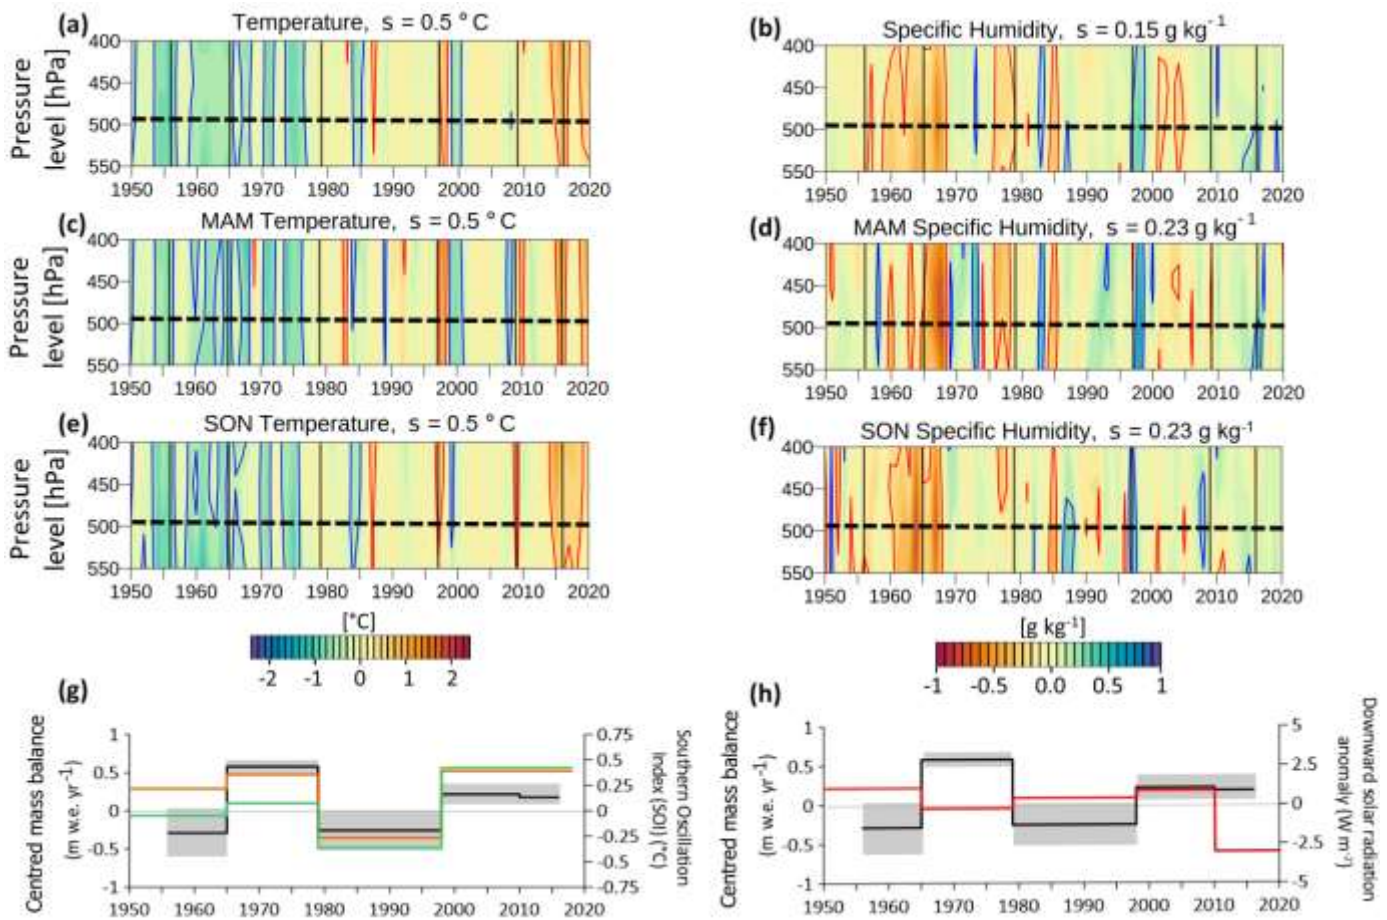 (a) Temperature, s = 0.5 ° C
Pressure
level [hPa]
400
450
500
550
1950 1960 1970 1980 1990 2000 2010 2020
(b) Specific Humidity, s = 0.15 g kg-1
400
450
500
550
1950 1960 1970 1980 1990 2000 2010 2020
(c) MAM Temperature, s = 0.5 ° C
Pressure
level [hPa]
400
450
500
550
1950 1960 1970 1980 1990 2000 2010 2020
(d) MAM Specific Humidity, s = 0.23 g kg-1
400
450
500
550
1950 1960 1970 1980 1990 2000 2010 2020
(e) SON Temperature, s = 0.5 ° C
Pressure
level [hPa]
400
450
500
550
1950 1960 1970 1980 1990 2000 2010 2020
[°C]
-2 -1 0 1 2
(f) SON Specific Humidity, s = 0.23 g kg-1
400
450
500
550
1950 1960 1970 1980 1990 2000 2010 2020
[g kg-1]
-1 -0.5 0.0 0.5 1
(g)
Centred mass balance
(m w.e. yr-1)
1
0.5
0
-0.5
-1
0.75
0.5
0.25
0
-0.25
-0.5
-0.75
Southern Oscillation
Index (SOI) (°C)
1950 1960 1970 1980 1990 2000 2010 2020
(h)
Centred mass balance
(m w.e. yr-1)
1
0.5
0
-0.5
-1
5
2.5
0
-2.5
-5
Downward solar radiation
anomaly (W m-2)
1950 1960 1970 1980 1990 2000 2010 2020